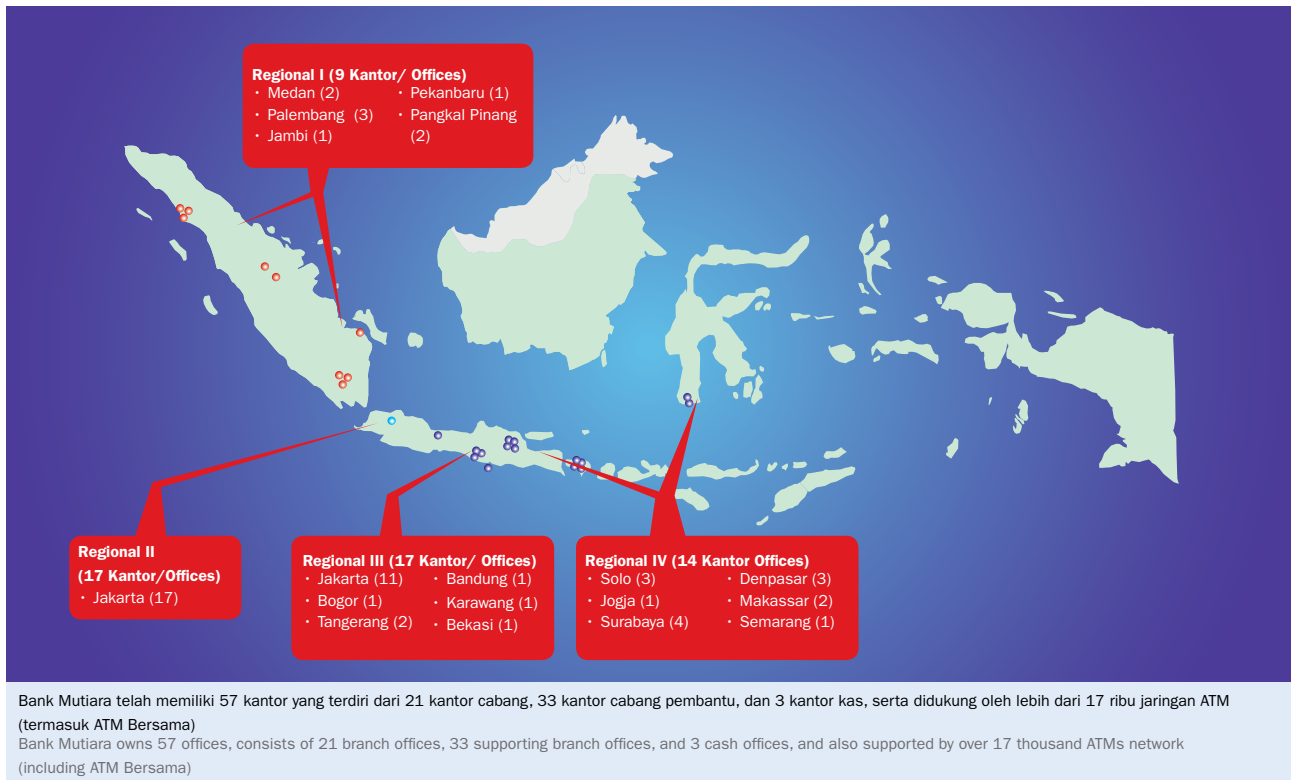 Regional I (9 Kantor/ Offices)
· Medan (2)
· Palembang (3)
· Jambi (1)
· Pekanbaru (1)
· Pangkal Pinang
(2)
Regional II
(17 Kantor/Offices)
· Jakarta (17)
Regional III (17 Kantor/ Offices)
· Jakarta (11)
· Bogor (1)
· Tangerang (2)
· Bandung (1)
· Karawang (1)
· Bekasi (1)
Regional IV (14 Kantor Offices)
· Solo (3)
· Jogja (1)
· Surabaya (4)
· Denpasar (3)
· Makassar (2)
· Semarang (1)
Bank Mutiara telah memiliki 57 kantor yang terdiri dari 21 kantor cabang, 33 kantor cabang pembantu, dan 3 kantor kas, serta didukung oleh lebih dari 17 ribu jaringan ATM
(termasuk ATM Bersama)
Bank Mutiara owns 57 offices, consists of 21 branch offices, 33 supporting branch offices, and 3 cash offices, and also supported by over 17 thousand ATMs network
(including ATM Bersama)